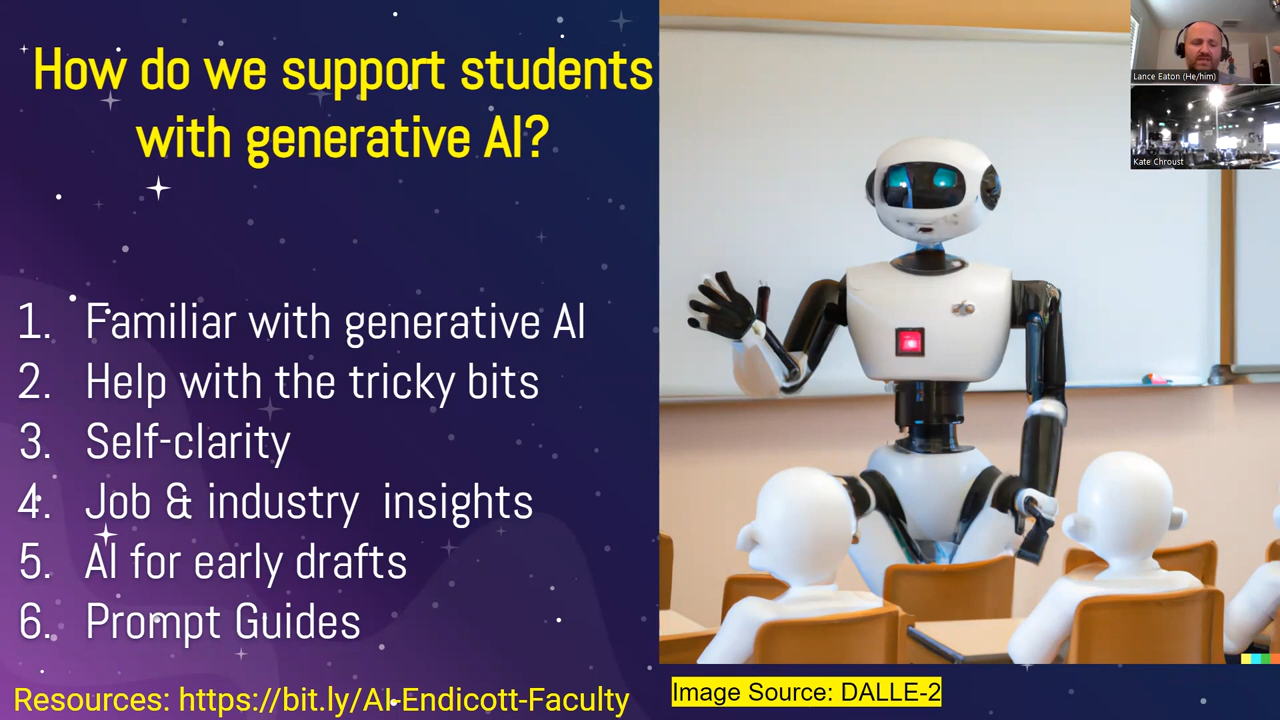 How do we support students
with generative AI?
1. Familiar with generative AI
2. Help with the tricky bits
3. Self-clarity
4. Job & industry insights
5. AI for early drafts
6. Prompt Guides
Resources: https://bit.ly/AI-Endicott-Faculty
Image Source: DALLE-2
Lance Eaton (He/him)
Kate Chroust